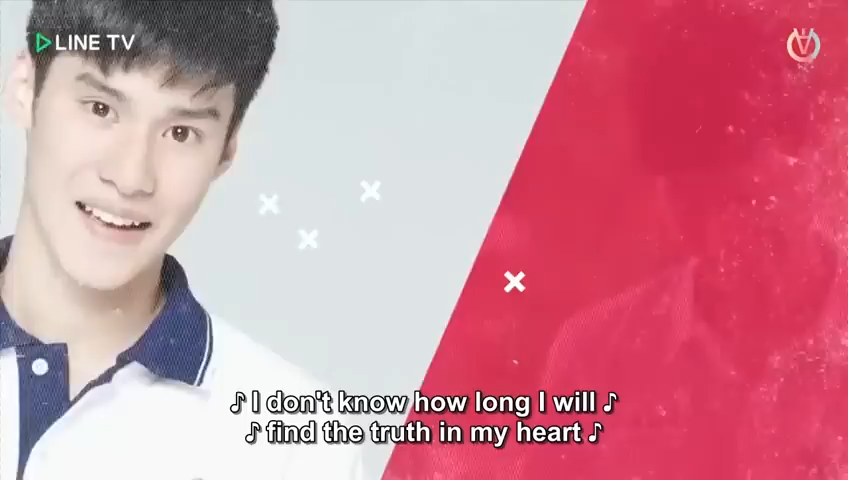 LINE TV
♪ I don't know how long I will ♪
♪ find the truth in my heart ♪